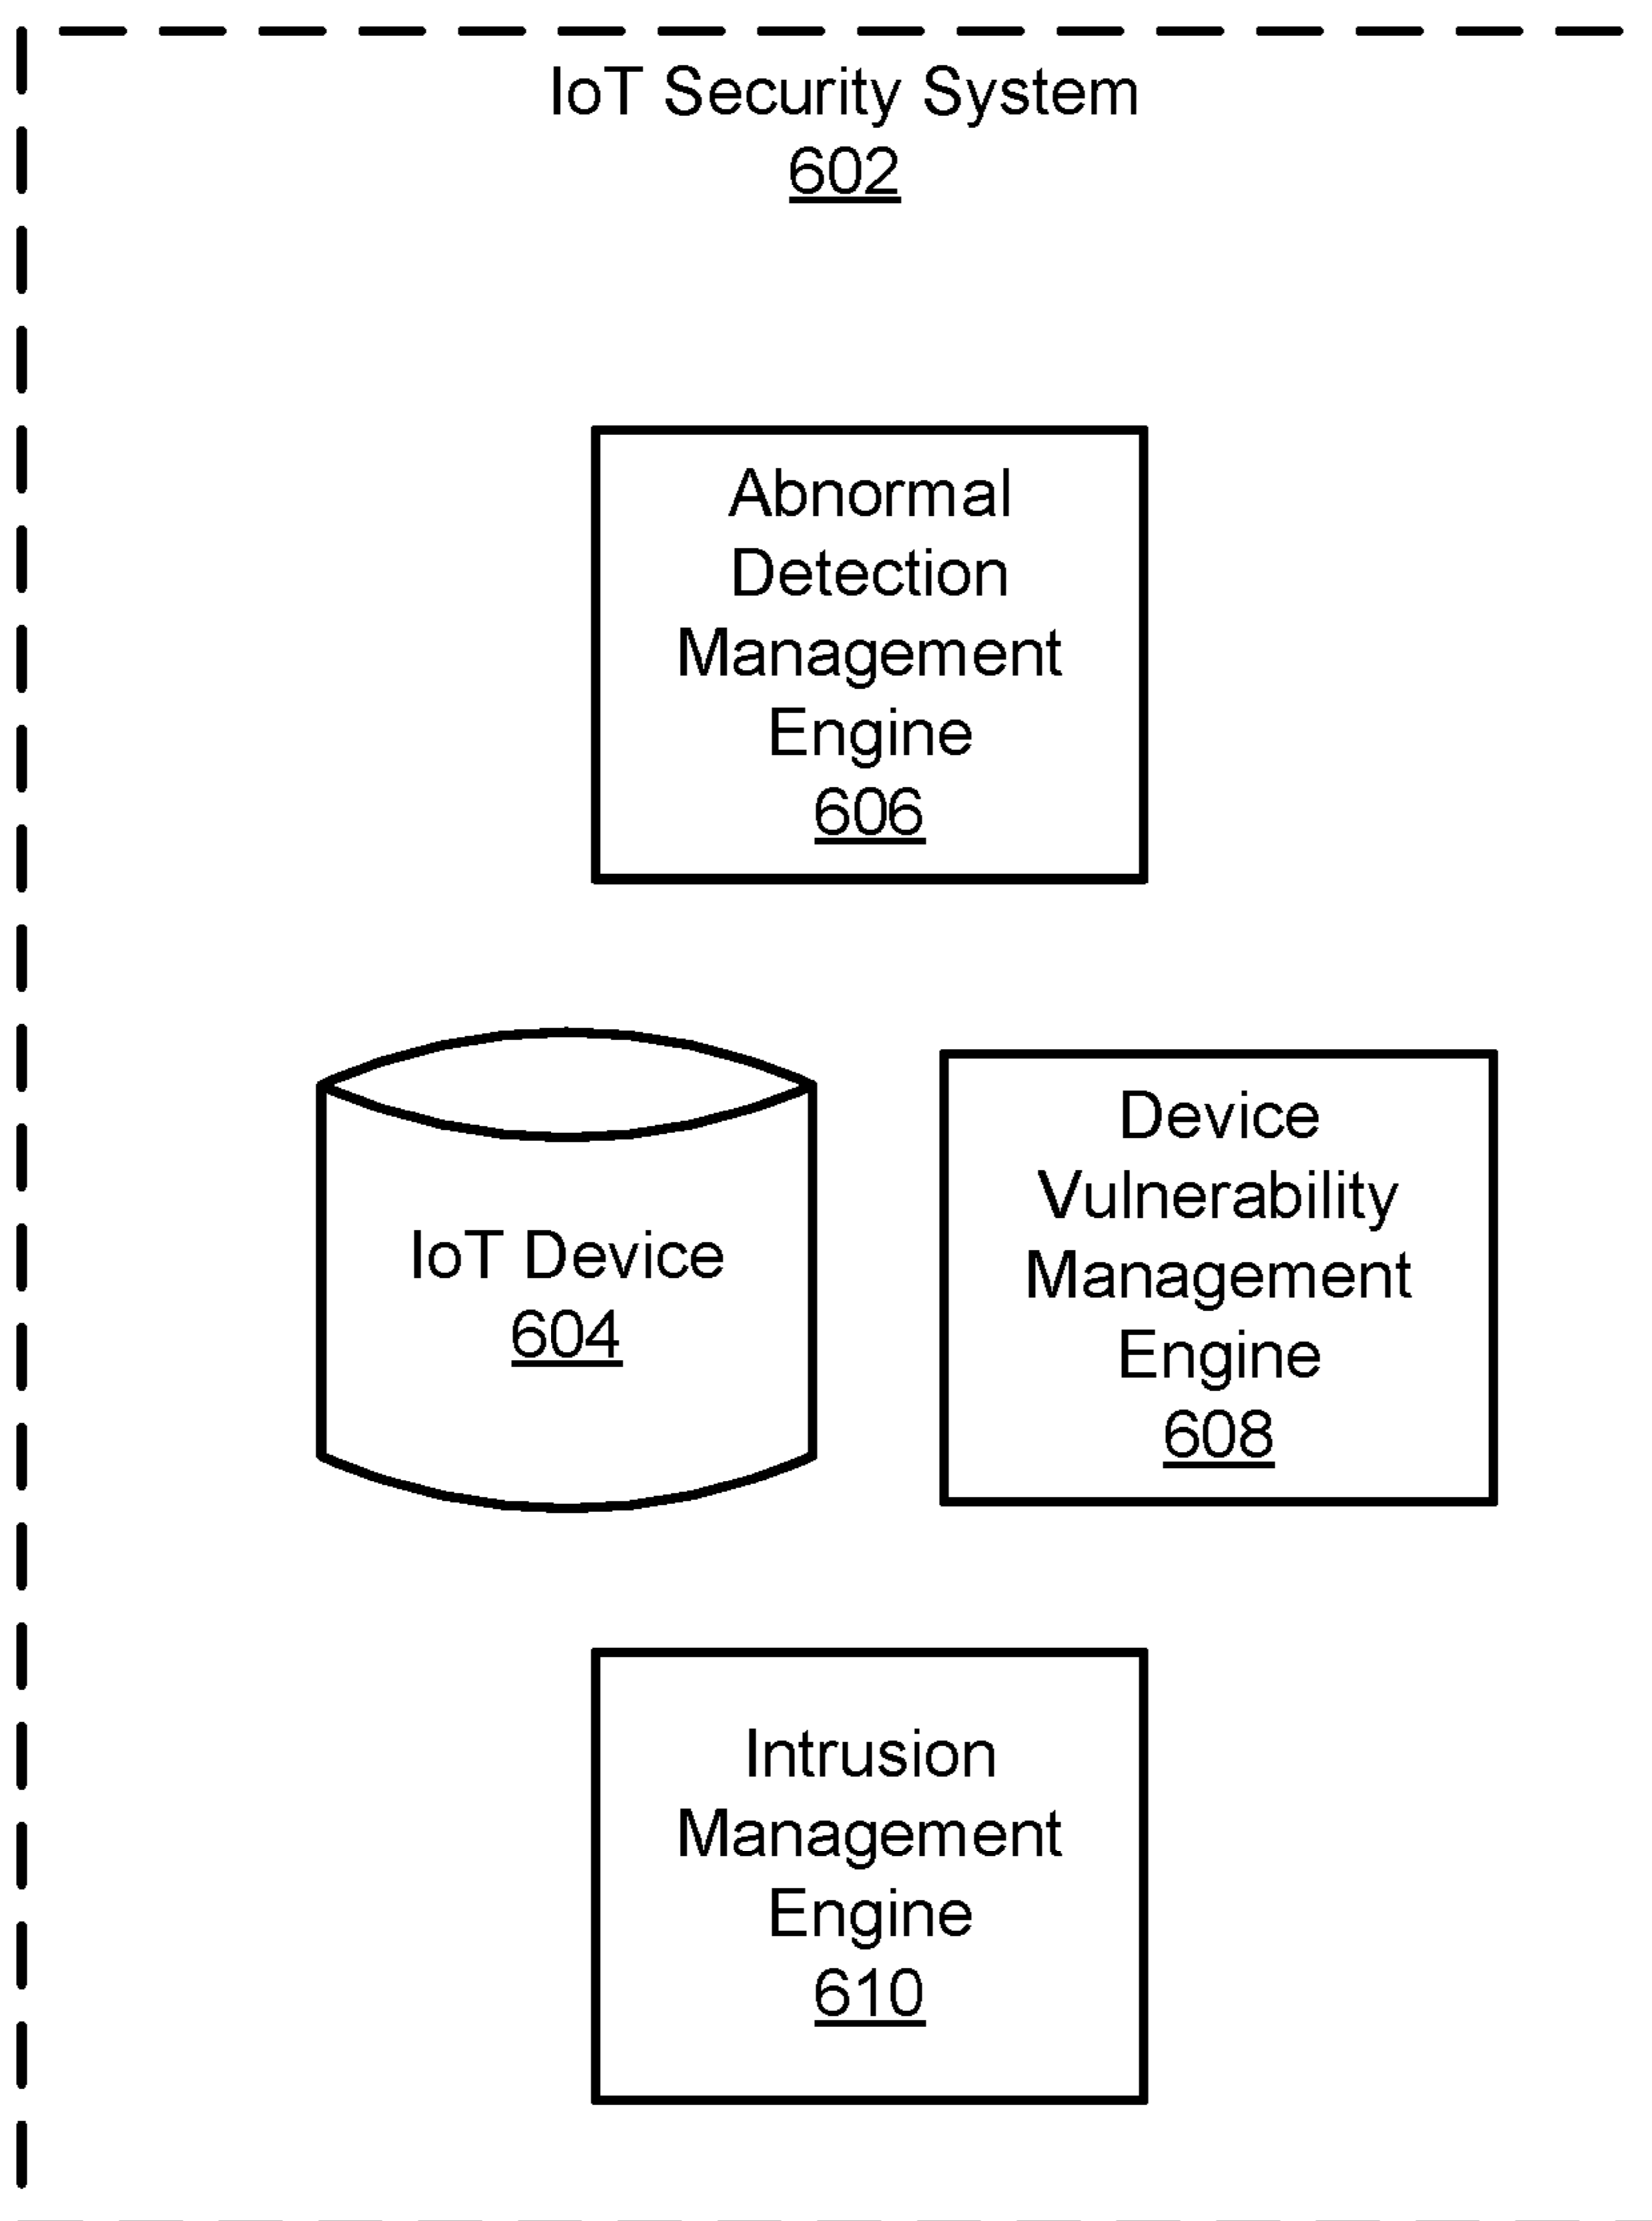 IoT Security System
602
Abnormal
Detection
Management
Engine
606
IoT Device
604
Device
Vulnerability
Management
Engine
608
Intrusion
Management
Engine
610